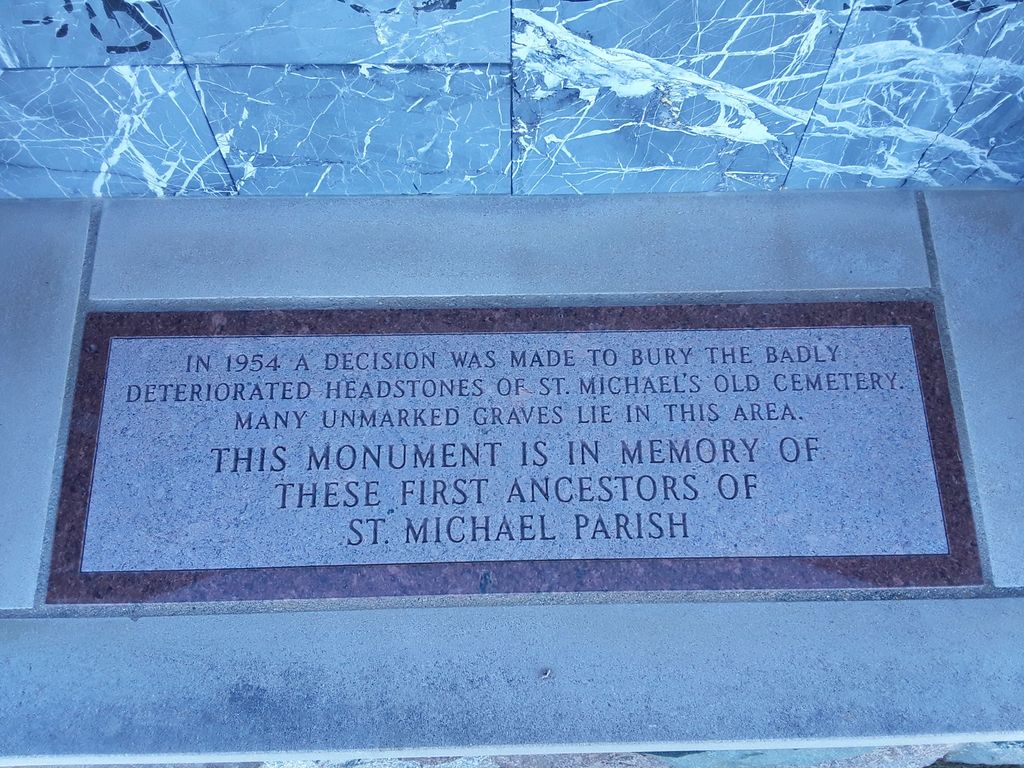 IN 1954 A DECISION WAS MADE TO BURY THE BADLY
DETERIORATED HEADSTONES OF ST. MICHAEL'S OLD CEMETERY.
MANY UNMARKED GRAVES LIE IN THIS AREA.
THIS MONUMENT IS IN MEMORY OF
THESE FIRST ANCESTORS OF
ST. MICHAEL PARISH